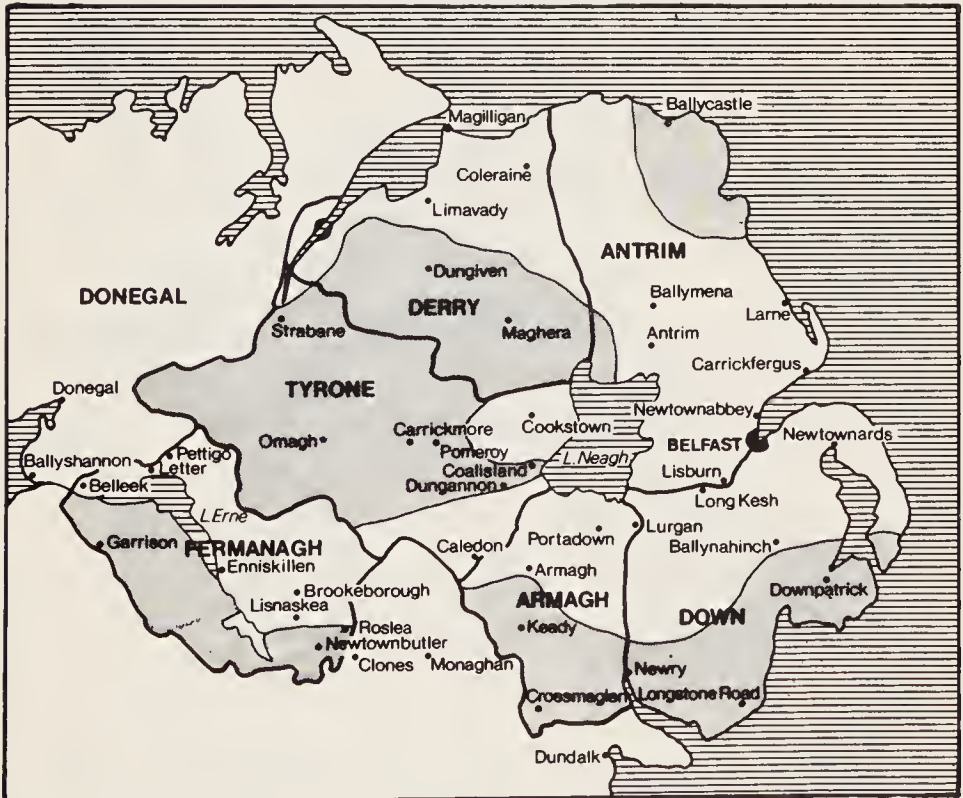 Ballycastle
Magilligan
Coleraine
Limavady
ANTRIM
Dungiven
DONEGAL
Ballymena
DERRY
Larne
Strabane
Maghera
Antrim
Carrickfergus
TYRONE
Donegal
Newtownabbey
Cookstown
Omagh
Carrickmore
BELFAST
Newtownards
Pomeroy
L.Neagh
Ballyshannon
Pettigo
Letter
Coalisland
Lisburn
Belleek
Dungannon
Long Kesh
L.Erne
Lurgan
Portadown
Garrison
FERMANAGH
Caledon
Ballynahinch
Enniskillen
Armagh
Brookeborough
ARMAGH
Downpatrick
Lisnaskea
DOWN
Roslea
Keady
Newtownbutler
Clones
Monaghan
Newry
Crossmaglen
Longstone Road
Dundalk